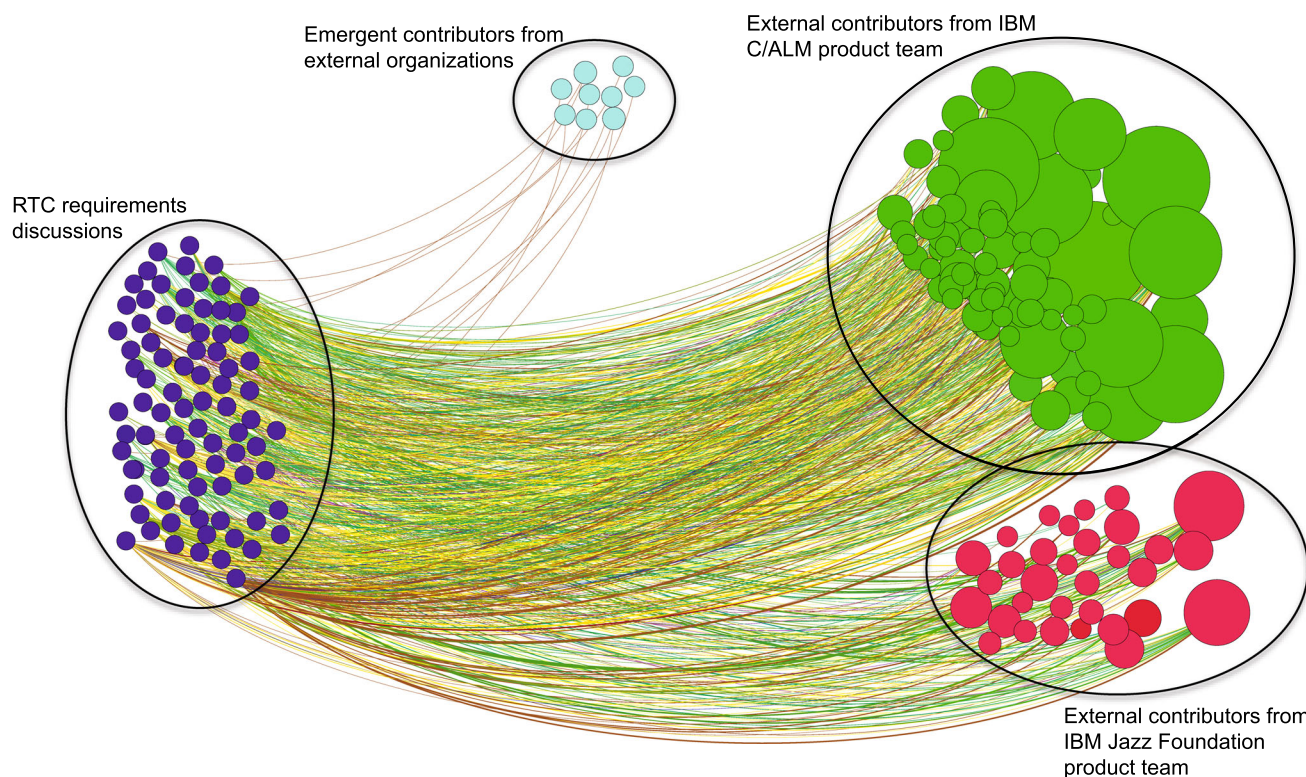 Emergent contributors from
external organizations
External contributors from IBM
C/ALM product team
RTC requirements
discussions
External contributors from
IBM Jazz Foundation
product team